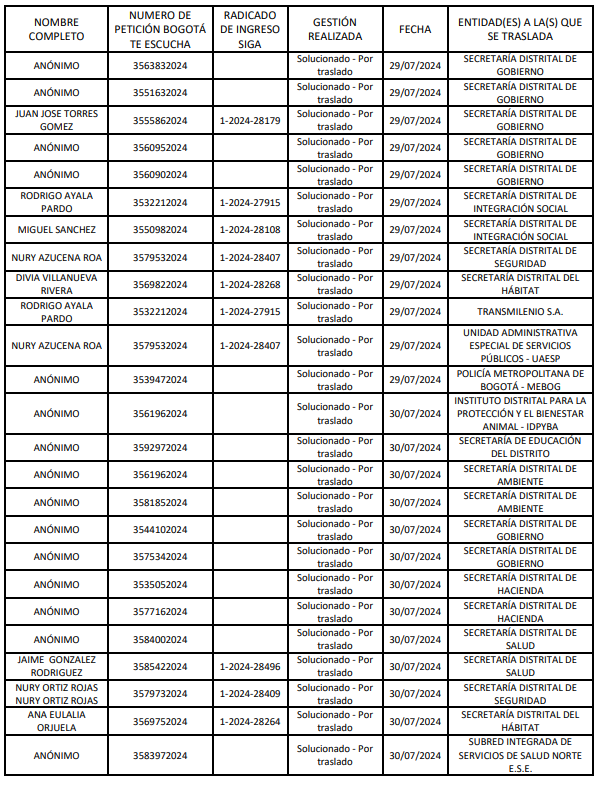 NOMBRE COMPLETO | NUMERO DE PETICIÓN BOGOTÁ TE ESCUCHA | RADICADO DE INGRESO SIGA | GESTIÓN REALIZADA | FECHA | ENTIDAD(ES) A LA(S) QUE SE TRASLADA
ANÓNIMO | 3563832024 | | Solucionado - Por traslado | 29/07/2024 | SECRETARÍA DISTRITAL DE GOBIERNO
ANÓNIMO | 3551632024 | | Solucionado - Por traslado | 29/07/2024 | SECRETARÍA DISTRITAL DE GOBIERNO
JUAN JOSE TORRES GOMEZ | 3555862024 | 1-2024-28179 | Solucionado - Por traslado | 29/07/2024 | SECRETARÍA DISTRITAL DE GOBIERNO
ANÓNIMO | 3560952024 | | Solucionado - Por traslado | 29/07/2024 | SECRETARÍA DISTRITAL DE GOBIERNO
ANÓNIMO | 3560902024 | | Solucionado - Por traslado | 29/07/2024 | SECRETARÍA DISTRITAL DE GOBIERNO
RODRIGO AYALA PARDO | 3532212024 | 1-2024-27915 | Solucionado - Por traslado | 29/07/2024 | SECRETARÍA DISTRITAL DE INTEGRACIÓN SOCIAL
MIGUEL SANCHEZ | 3550982024 | 1-2024-28108 | Solucionado - Por traslado | 29/07/2024 | SECRETARÍA DISTRITAL DE INTEGRACIÓN SOCIAL
NURY AZUCENA ROA | 3579532024 | 1-2024-28407 | Solucionado - Por traslado | 29/07/2024 | SECRETARÍA DISTRITAL DE SEGURIDAD
DIVIA VILLANUEVA RIVERA | 3569822024 | 1-2024-28268 | Solucionado - Por traslado | 29/07/2024 | SECRETARÍA DISTRITAL DEL HÁBITAT
RODRIGO AYALA PARDO | 3532212024 | 1-2024-27915 | Solucionado - Por traslado | 29/07/2024 | TRANSMILENIO S.A.
NURY AZUCENA ROA | 3579532024 | 1-2024-28407 | Solucionado - Por traslado | 29/07/2024 | UNIDAD ADMINISTRATIVA ESPECIAL DE SERVICIOS PÚBLICOS - UAESP
ANÓNIMO | 3539472024 | | Solucionado - Por traslado | 29/07/2024 | POLICÍA METROPOLITANA DE BOGOTÁ - MEBOG
ANÓNIMO | 3561962024 | | Solucionado - Por traslado | 30/07/2024 | INSTITUTO DISTRITAL PARA LA PROTECCIÓN Y EL BIENESTAR ANIMAL - IDPYBA
ANÓNIMO | 3592972024 | | Solucionado - Por traslado | 30/07/2024 | SECRETARÍA DE EDUCACIÓN DEL DISTRITO
ANÓNIMO | 3561962024 | | Solucionado - Por traslado | 30/07/2024 | SECRETARÍA DISTRITAL DE AMBIENTE
ANÓNIMO | 3581852024 | | Solucionado - Por traslado | 30/07/2024 | SECRETARÍA DISTRITAL DE AMBIENTE
ANÓNIMO | 3544102024 | | Solucionado - Por traslado | 30/07/2024 | SECRETARÍA DISTRITAL DE GOBIERNO
ANÓNIMO | 3575342024 | | Solucionado - Por traslado | 30/07/2024 | SECRETARÍA DISTRITAL DE GOBIERNO
ANÓNIMO | 3535052024 | | Solucionado - Por traslado | 30/07/2024 | SECRETARÍA DISTRITAL DE HACIENDA
ANÓNIMO | 3577162024 | | Solucionado - Por traslado | 30/07/2024 | SECRETARÍA DISTRITAL DE HACIENDA
ANÓNIMO | 3584002024 | | Solucionado - Por traslado | 30/07/2024 | SECRETARÍA DISTRITAL DE SALUD
JAIME GONZALEZ RODRIGUEZ | 3585422024 | 1-2024-28496 | Solucionado - Por traslado | 30/07/2024 | SECRETARÍA DISTRITAL DE SALUD
NURY ORTIZ ROJAS NURY ORTIZ ROJAS | 3579732024 | 1-2024-28409 | Solucionado - Por traslado | 30/07/2024 | SECRETARÍA DISTRITAL DE SEGURIDAD
ANA EULALIA ORJUELA | 3569752024 | 1-2024-28264 | Solucionado - Por traslado | 30/07/2024 | SECRETARÍA DISTRITAL DEL HÁBITAT
ANÓNIMO | 3583972024 | | Solucionado - Por traslado | 30/07/2024 | SUBRED INTEGRADA DE SERVICIOS DE SALUD NORTE E.S.E.